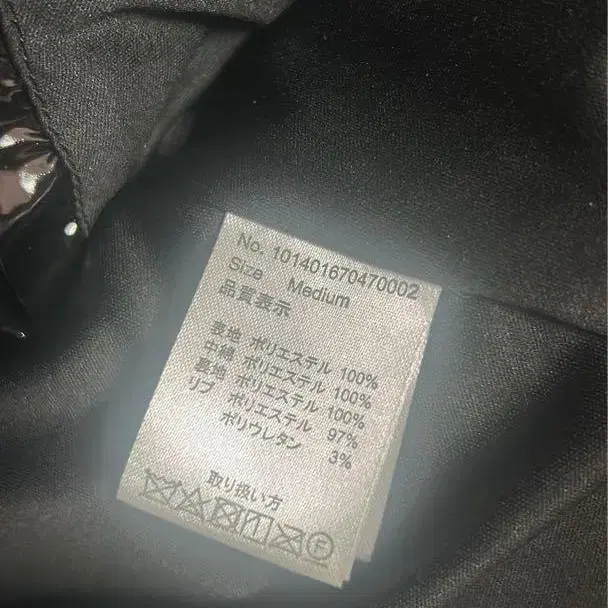 No. 101401670470002
Size Medium
品質表示
表地 ポリエステル 100%
中綿 ポリエステル 100%
裏地 ポリエステル 100%
リブ ポリエステル 97%
ポリウレタン 3%
取り扱い方
F